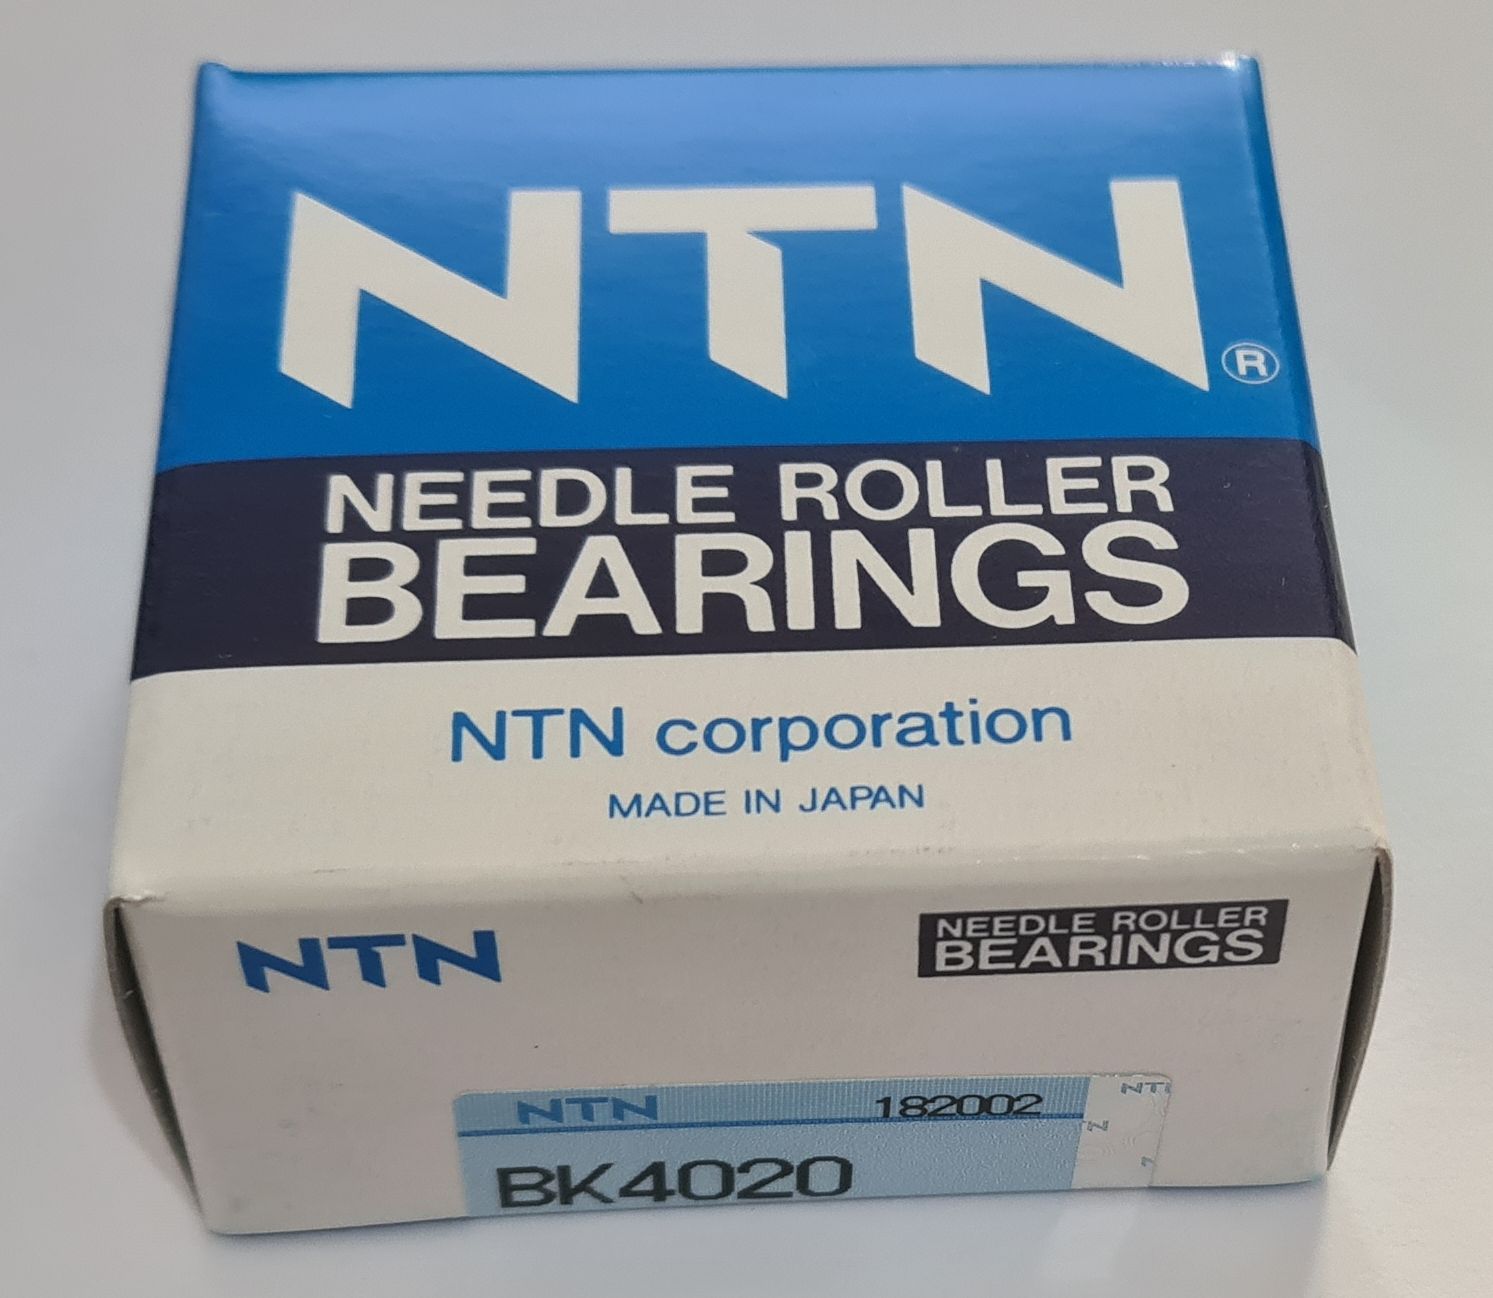 NTN®
NEEDLE ROLLER
BEARINGS
NTN corporation
MADE IN JAPAN
NTN
NEEDLE ROLLER
BEARINGS
NTN 182002
BK4020